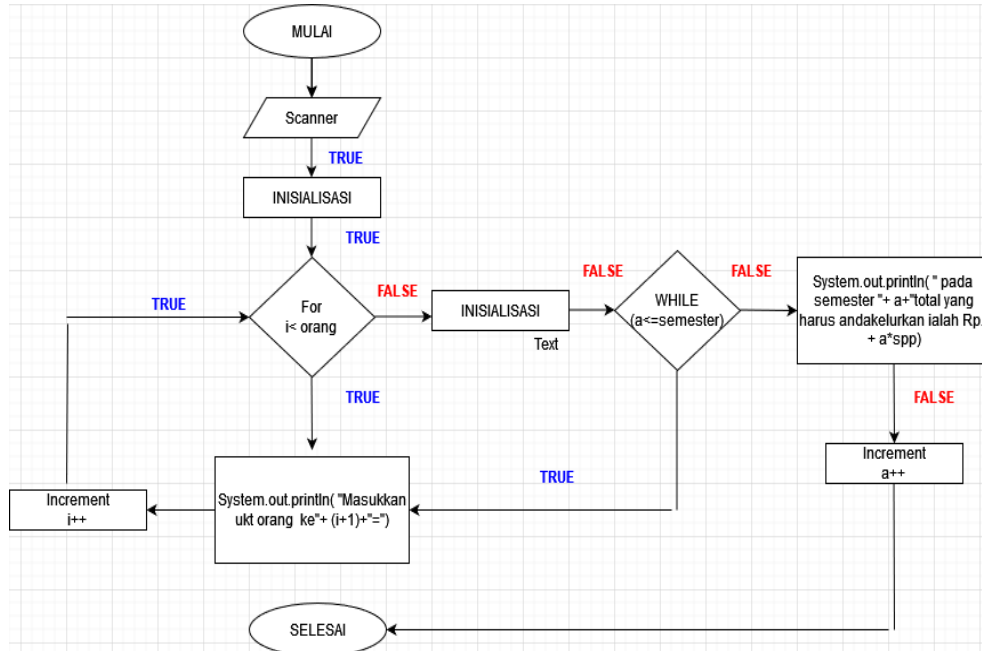 MULAI
Scanner
TRUE
INISIALISASI
TRUE
For
i< orang
TRUE
FALSE
INISIALISASI
Text
FALSE
WHILE
(a<=semester)
FALSE
System.out.println( " pada
semester "+ a+"total yang
harus andakelurkan ialah Rp.
+ a*spp)
TRUE
TRUE
FALSE
System.out.println( "Masukkan
ukt orang  ke"+ (i+1)+"=")
Increment
i++
Increment
a++
SELESAI